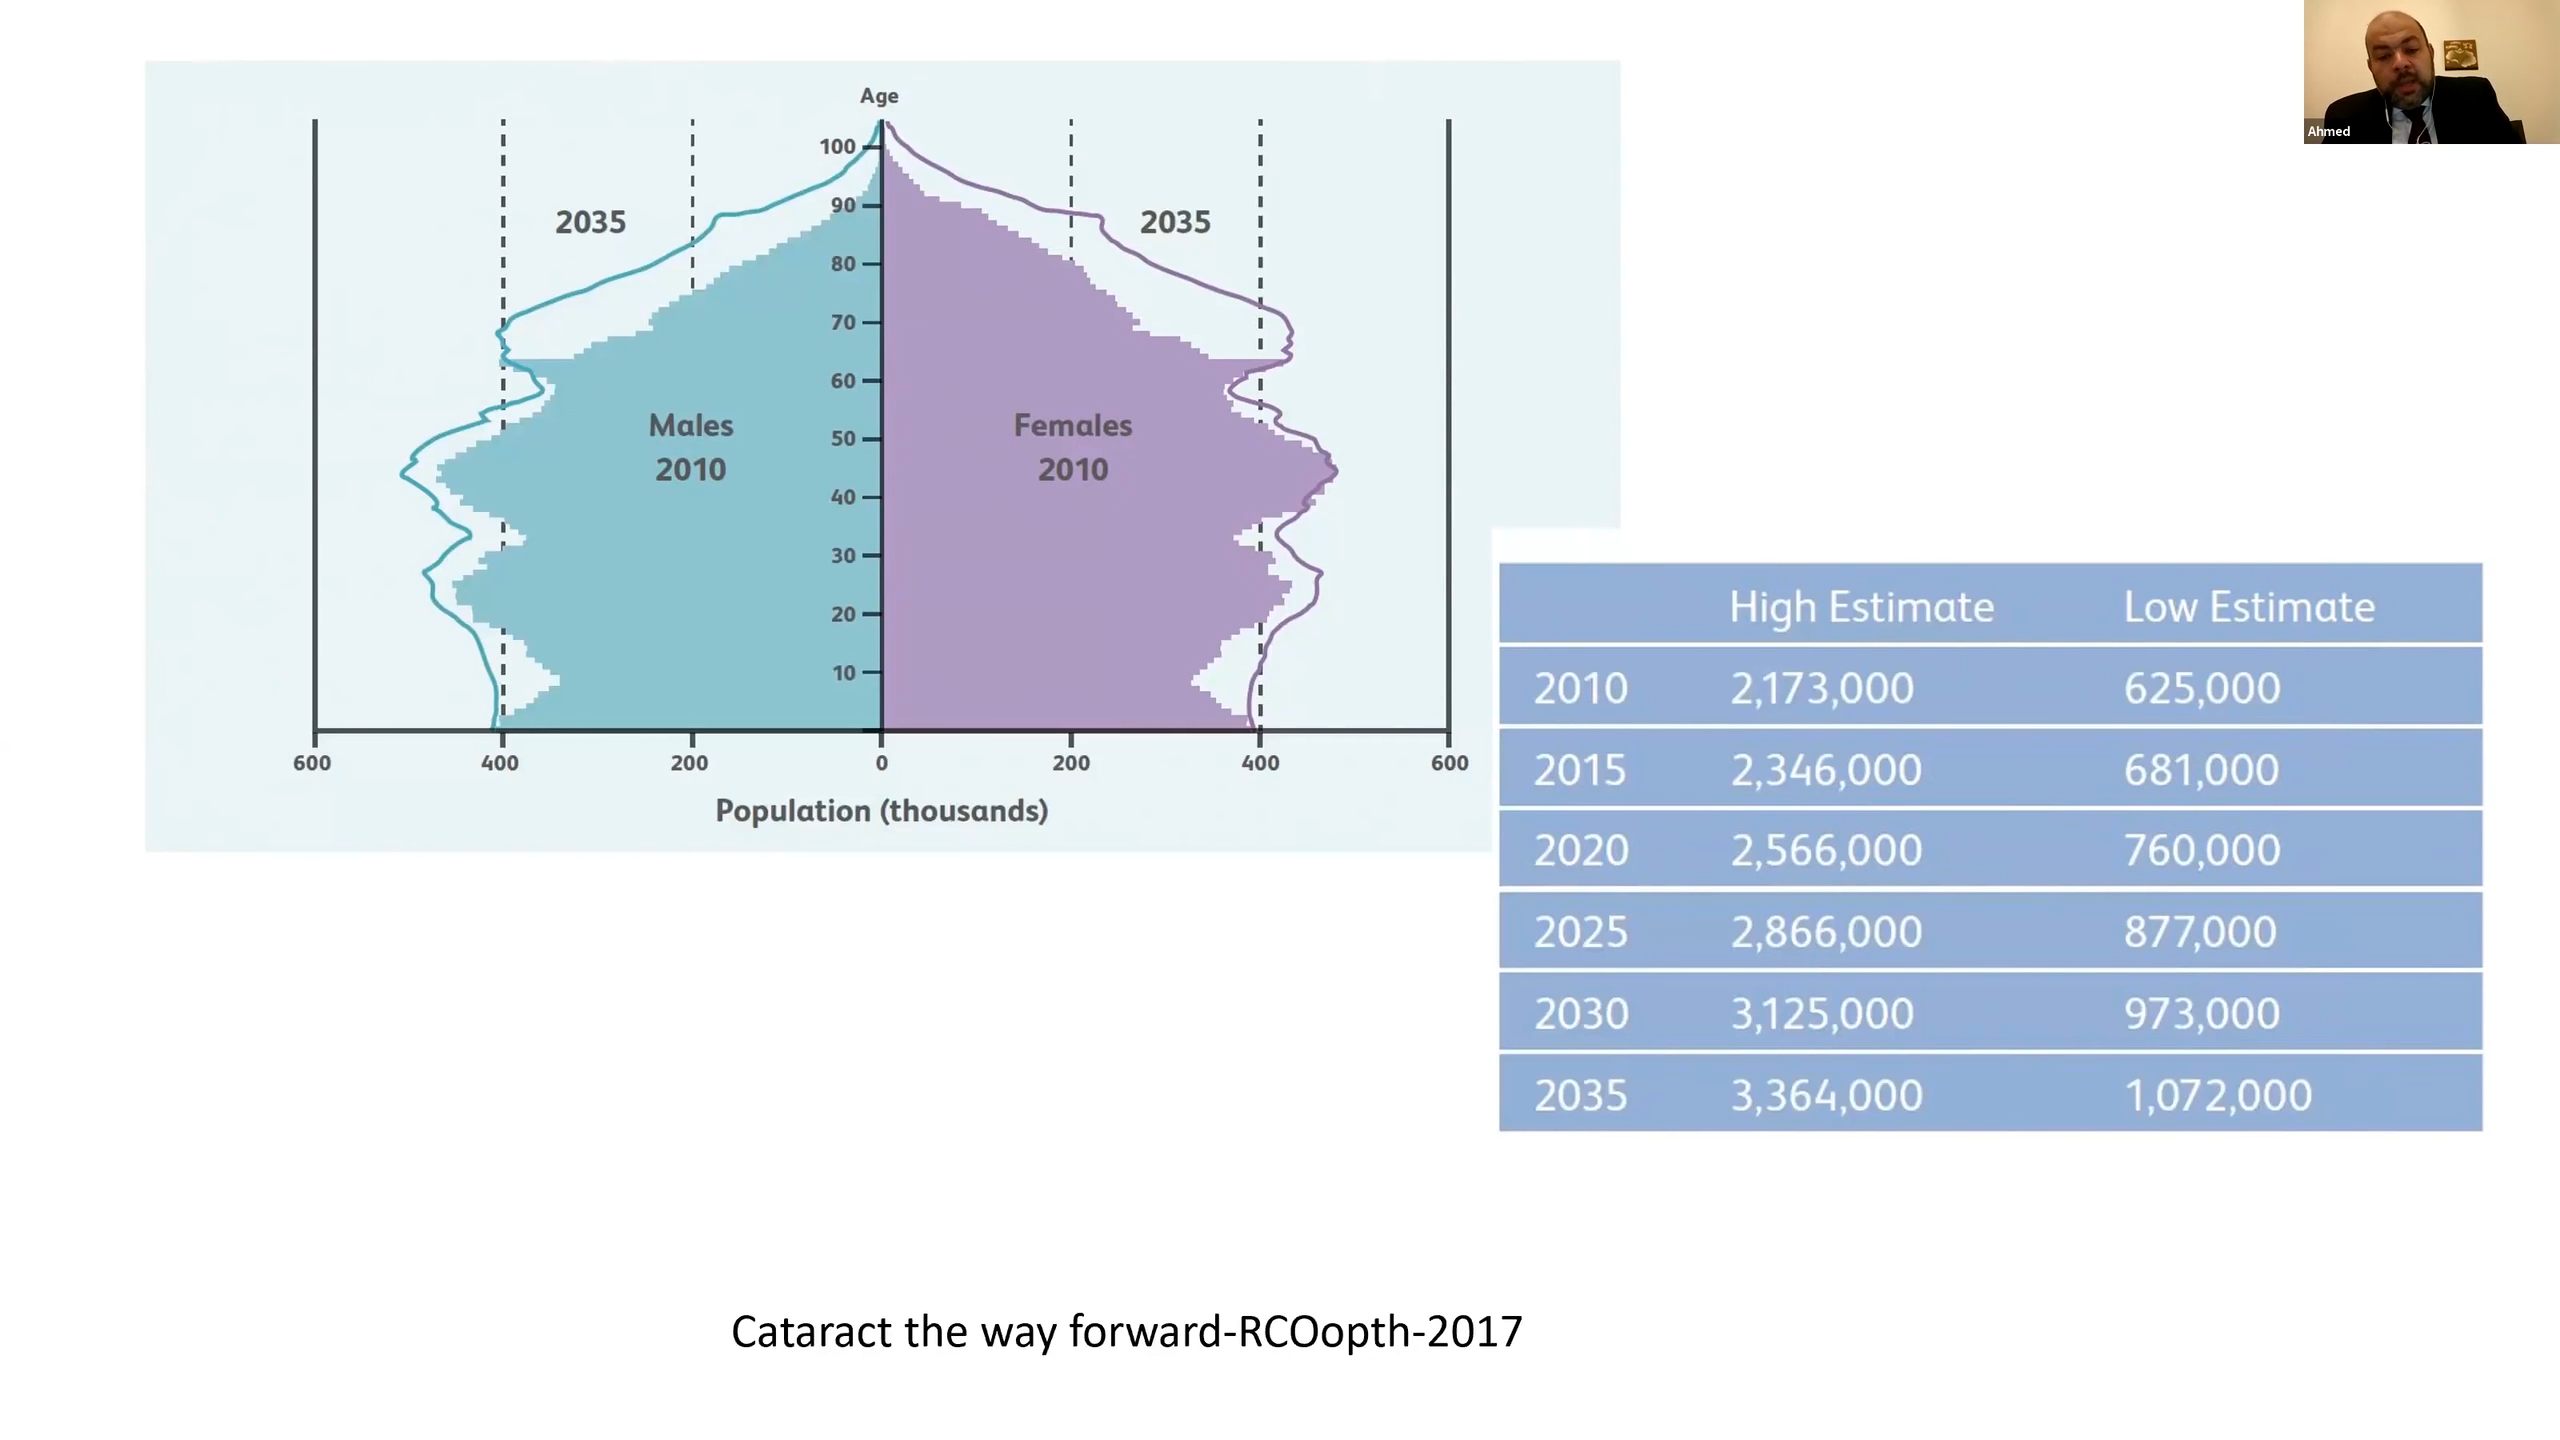 Ahmed
Age
100
90
80
70
60
50
40
30
20
10
2035
2035
Males
2010
Females
2010
600
400
200
0
200
400
600
Population (thousands)
High Estimate Low Estimate
2010 2,173,000 625,000
2015 2,346,000 681,000
2020 2,566,000 760,000
2025 2,866,000 877,000
2030 3,125,000 973,000
2035 3,364,000 1,072,000
Cataract the way forward-RCOopth-2017